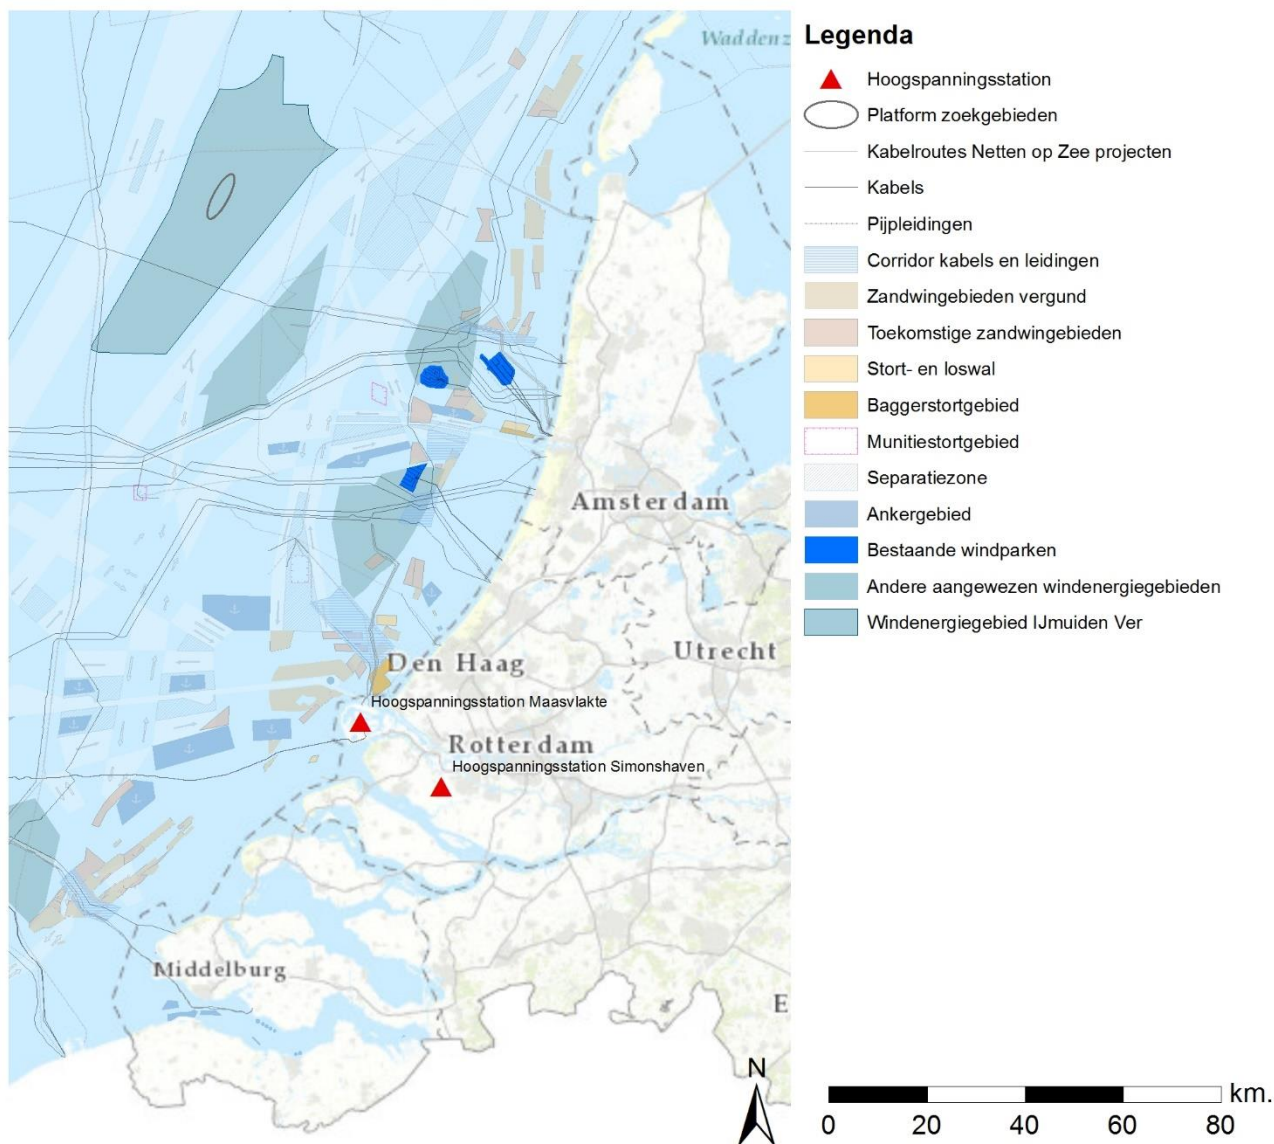 Waddenz
Amsterdam
Utrecht
Den Haag
Hoogspanningsstation Maasvlakte
Rotterdam
Hoogspanningsstation Simonshaven
Middelburg
E
N
Legenda
Hoogspanningsstation
Platform zoekgebieden
Kabelroutes Netten op Zee projecten
Kabels
Pijpleidingen
Corridor kabels en leidingen
Zandwingebieden vergund
Toekomstige zandwingebieden
Stort- en loswal
Baggerstortgebied
Munitiestortgebied
Separatiezone
Ankergebied
Bestaande windparken
Andere aangewezen windenergiegebieden
Windenergiegebied IJmuiden Ver
km.
0 20 40 60 80